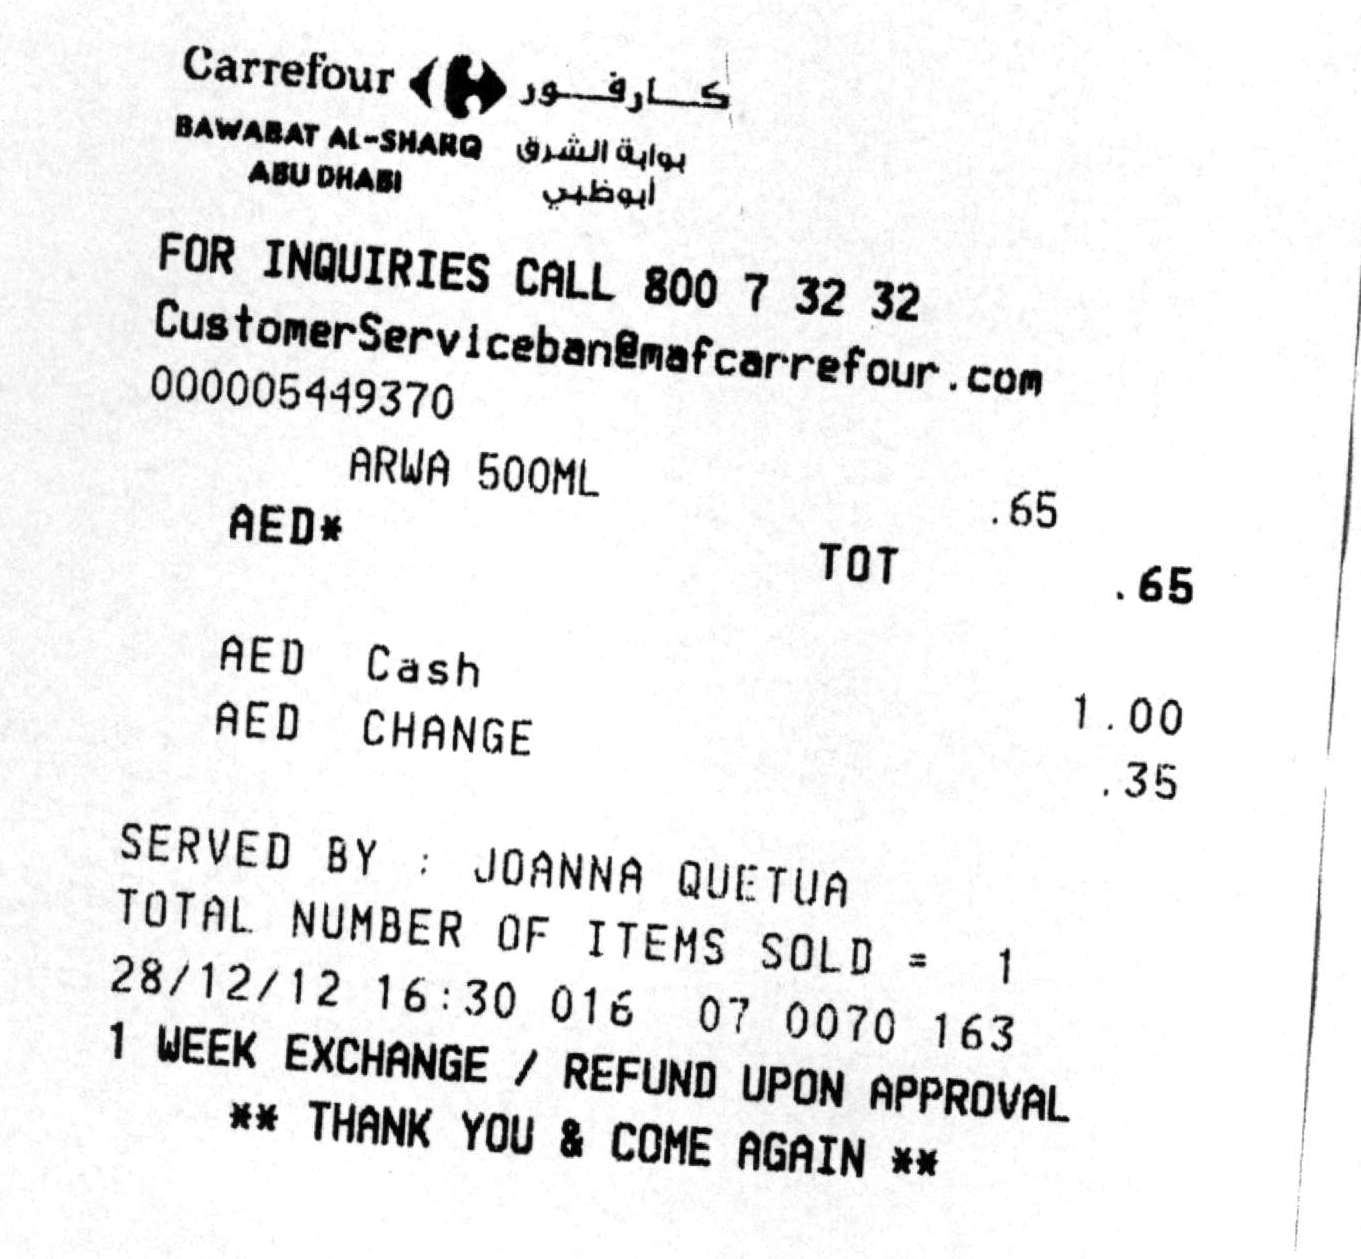 Carrefour كارفور
BAWABAT AL-SHARQ بوابة الشرق
ABU DHABI أبوظبي
FOR INQUIRIES CALL 800 7 32 32
CustomerServiceban@mafcarrefour.com
000005449370
ARWA 500ML .65
AED* TOT .65
AED Cash 1.00
AED CHANGE .35
SERVED BY : JOANNA QUETUA
TOTAL NUMBER OF ITEMS SOLD = 1
28/12/12 16:30 016 07 0070 163
1 WEEK EXCHANGE / REFUND UPON APPROVAL
** THANK YOU & COME AGAIN **